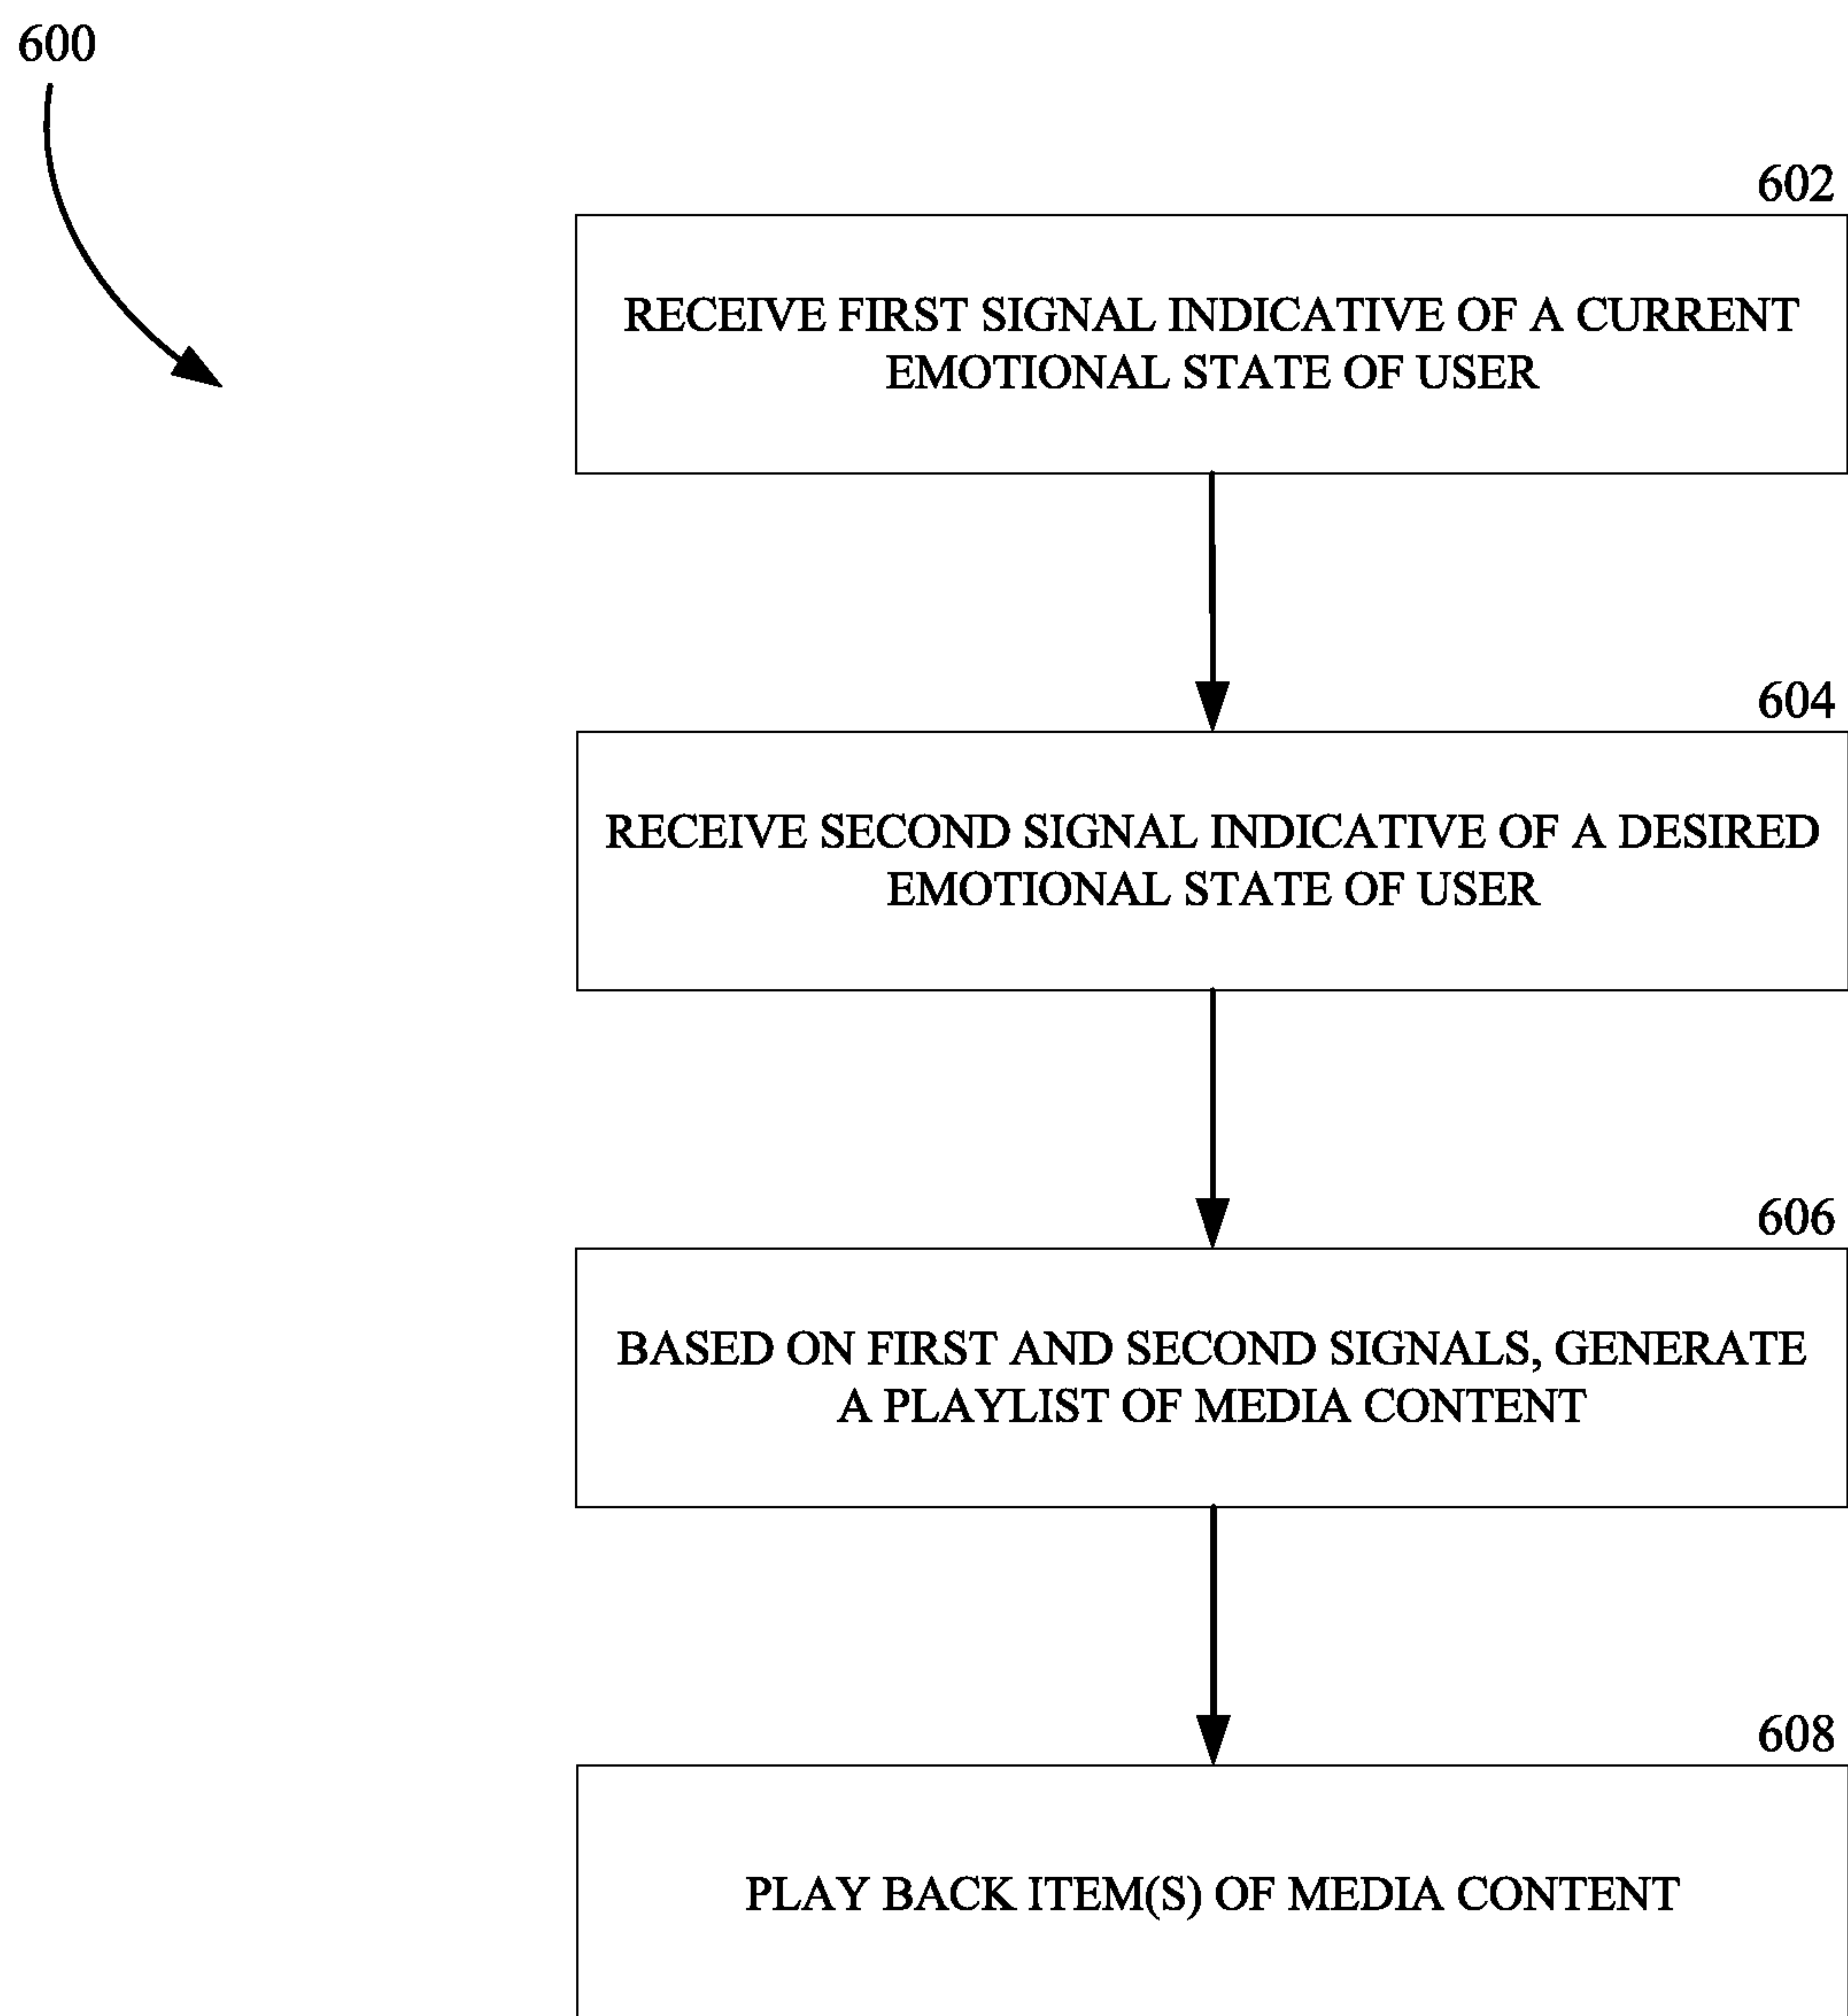 600
602
RECEIVE FIRST SIGNAL INDICATIVE OF A CURRENT
EMOTIONAL STATE OF USER
604
RECEIVE SECOND SIGNAL INDICATIVE OF A DESIRED
EMOTIONAL STATE OF USER
606
BASED ON FIRST AND SECOND SIGNALS, GENERATE
A PLAYLIST OF MEDIA CONTENT
608
PLAY BACK ITEM(S) OF MEDIA CONTENT